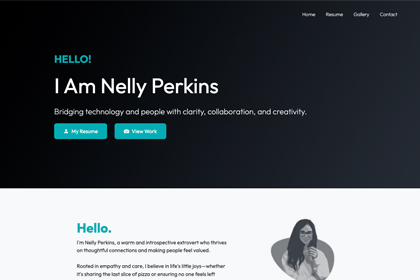 Home Resume Gallery Contact
HELLO!
I Am Nelly Perkins
Bridging technology and people with clarity, collaboration, and creativity.
My Resume View Work
Hello.
I'm Nelly Perkins, a warm and introspective extrovert who thrives
on thoughtful connections and making people feel valued.
Rooted in empathy and care, I believe in life's little joys—whether
it's sharing the last slice of pizza or ensuring no one feels left